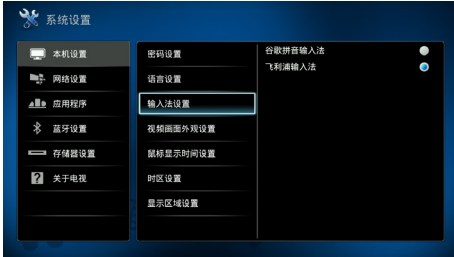 系统设置
本机设置
网络设置
应用程序
蓝牙设置
存储器设置
关于电视
密码设置
语言设置
输入法设置
视频画面外观设置
鼠标显示时间设置
时区设置
显示区域设置
谷歌拼音输入法
飞利浦输入法